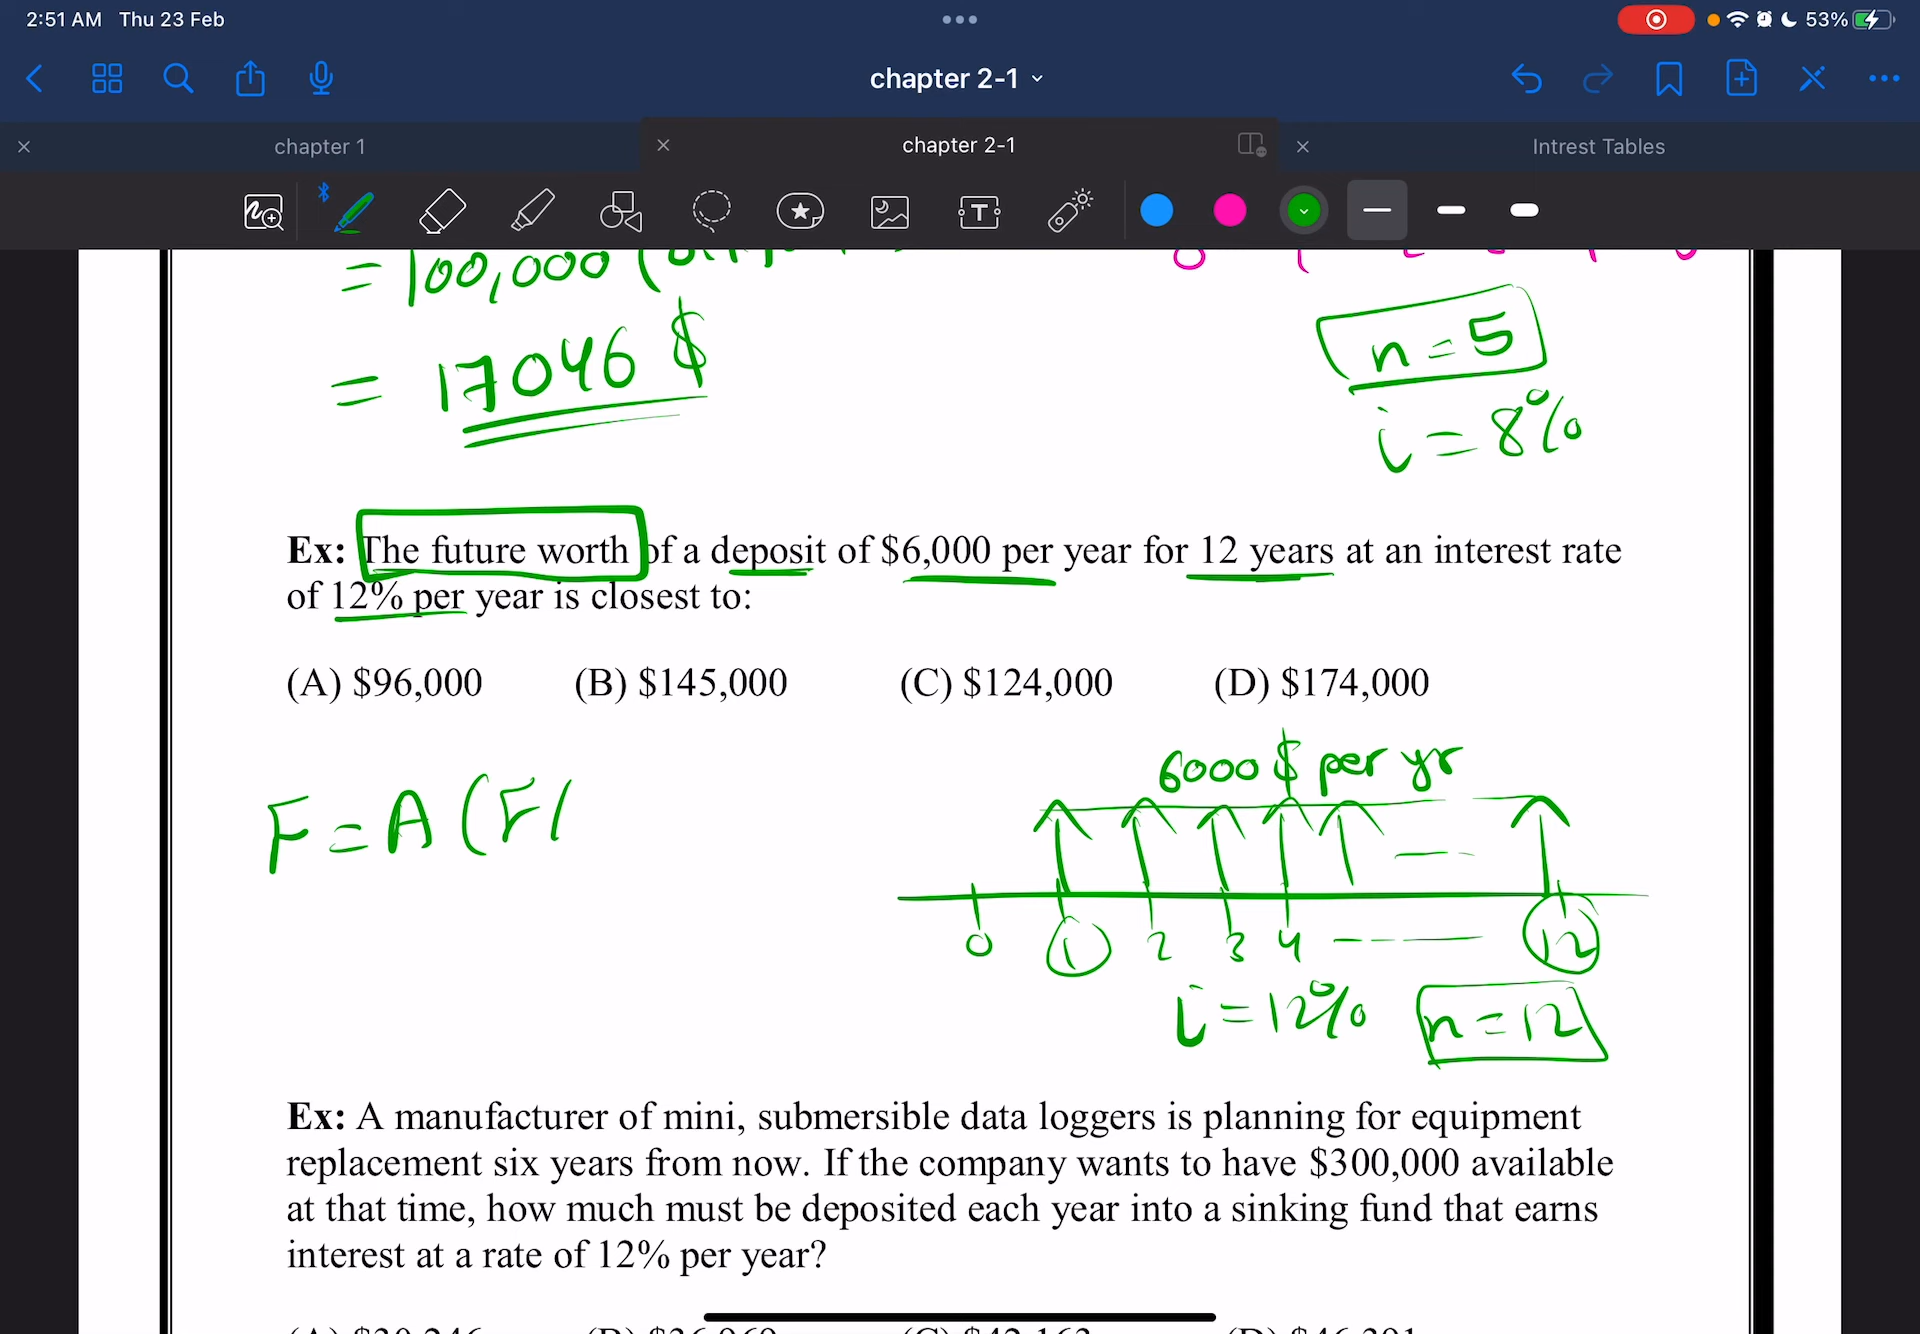 2:51 AM Thu 23 Feb
53%
chapter 2-1
chapter 1
chapter 2-1
Intrest Tables
T
= 100,000 (
= 17046 $
n = 5
i = 8%
Ex: The future worth of a deposit of $6,000 per year for 12 years at an interest rate
of 12% per year is closest to:
(A) $96,000 (B) $145,000 (C) $124,000 (D) $174,000
6000 $ per yr
F = A (F/
0 1 2 3 4 ----- 12
i = 12% n = 12
Ex: A manufacturer of mini, submersible data loggers is planning for equipment
replacement six years from now. If the company wants to have $300,000 available
at that time, how much must be deposited each year into a sinking fund that earns
interest at a rate of 12% per year?